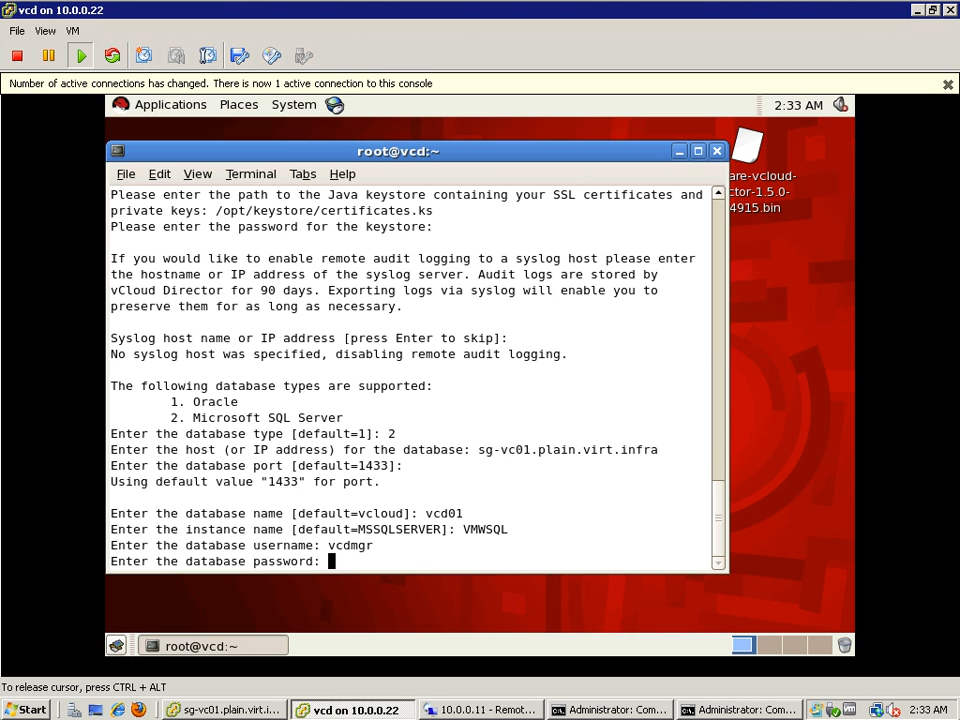 vcd on 10.0.0.22
File View VM
Number of active connections has changed. There is now 1 active connection to this console
Applications Places System 2:33 AM
are-vcloud-
ctor-1.5.0-
4915.bin
root@vcd:~
File Edit View Terminal Tabs Help
Please enter the path to the Java keystore containing your SSL certificates and
private keys: /opt/keystore/certificates.ks
Please enter the password for the keystore:
If you would like to enable remote audit logging to a syslog host please enter
the hostname or IP address of the syslog server. Audit logs are stored by
vCloud Director for 90 days. Exporting logs via syslog will enable you to
preserve them for as long as necessary.
Syslog host name or IP address [press Enter to skip]:
No syslog host was specified, disabling remote audit logging.
The following database types are supported:
1. Oracle
2. Microsoft SQL Server
Enter the database type [default=1]: 2
Enter the host (or IP address) for the database: sg-vc01.plain.virt.infra
Enter the database port [default=1433]:
Using default value "1433" for port.
Enter the database name [default=vcloud]: vcd01
Enter the instance name [default=MSSQLSERVER]: VMWSQL
Enter the database username: vcdmgr
Enter the database password:
root@vcd:~
To release cursor, press CTRL + ALT
Start sg-vc01.plain.virt.i... vcd on 10.0.0.22 10.0.0.11 - Remot... Administrator: Com... Administrator: Com... 2:33 AM